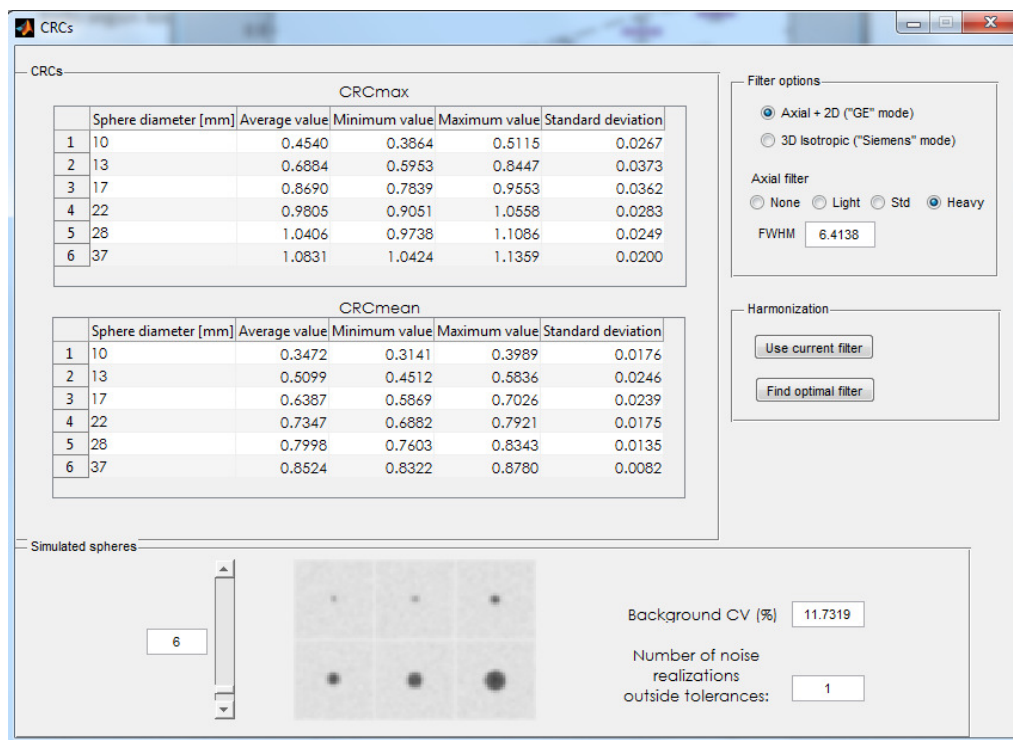 CRCs
CRCs
CRCmax
Sphere diameter [mm] Average value Minimum value Maximum value Standard deviation
1 10 0.4540 0.3864 0.5115 0.0267
2 13 0.6884 0.5953 0.8447 0.0373
3 17 0.8690 0.7839 0.9553 0.0362
4 22 0.9805 0.9051 1.0558 0.0283
5 28 1.0406 0.9738 1.1086 0.0249
6 37 1.0831 1.0424 1.1359 0.0200
CRCmean
Sphere diameter [mm] Average value Minimum value Maximum value Standard deviation
1 10 0.3472 0.3141 0.3989 0.0176
2 13 0.5099 0.4512 0.5836 0.0246
3 17 0.6387 0.5869 0.7026 0.0239
4 22 0.7347 0.6882 0.7921 0.0175
5 28 0.7998 0.7603 0.8343 0.0135
6 37 0.8524 0.8322 0.8780 0.0082
Filter options
Axial + 2D ("GE" mode)
3D Isotropic ("Siemens" mode)
Axial filter
None Light Std Heavy
FWHM 6.4138
Harmonization
Use current filter
Find optimal filter
Simulated spheres
6
Background CV (%) 11.7319
Number of noise
realizations
outside tolerances: 1